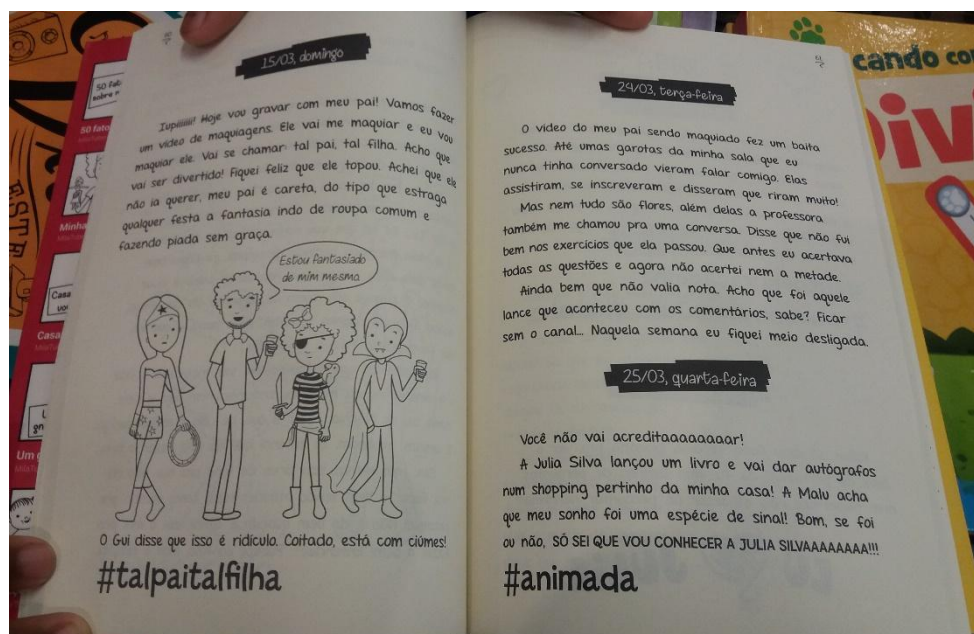 15/03, domingo
Iupiiiiii! Hoje vou gravar com meu pai! Vamos fazer
um vídeo de maquiagens. Ele vai me maquiar e eu vou
maquiar ele. Vai se chamar: tal pai, tal filha. Acho que
vai ser divertido! Fiquei feliz que ele topou. Achei que ele
não ia querer, meu pai é careta, do tipo que estraga
qualquer festa a fantasia indo de roupa comum e
fazendo piada sem graça.
Estou fantasiado
de mim mesmo.
O Gui disse que isso é ridículo. Coitado, está com ciúmes!
#talpaitalfilha
24/03, terça-feira
O vídeo do meu pai sendo maquiado fez um baita
sucesso. Até umas garotas da minha sala que eu
nunca tinha conversado vieram falar comigo. Elas
assistiram, se inscreveram e disseram que riram muito!
Mas nem tudo são flores, além delas a professora
também me chamou pra uma conversa. Disse que não fui
bem nos exercícios que ela passou. Que antes eu acertava
todas as questões e agora não acertei nem a metade.
Ainda bem que não valia nota. Acho que foi aquele
lance que aconteceu com os comentários, sabe? Ficar
sem o canal... Naquela semana eu fiquei meio desligada.
25/03, quarta-feira
Você não vai acreditaaaaaaaar!
A Julia Silva lançou um livro e vai dar autógrafos
num shopping pertinho da minha casa! A Malu acha
que meu sonho foi uma espécie de sinal! Bom, se foi
ou não, SÓ SEI QUE VOU CONHECER A JULIA SILVAAAAAAAA!!!
#animada
50 fato
Minha
Casa
Um
cando co
Div